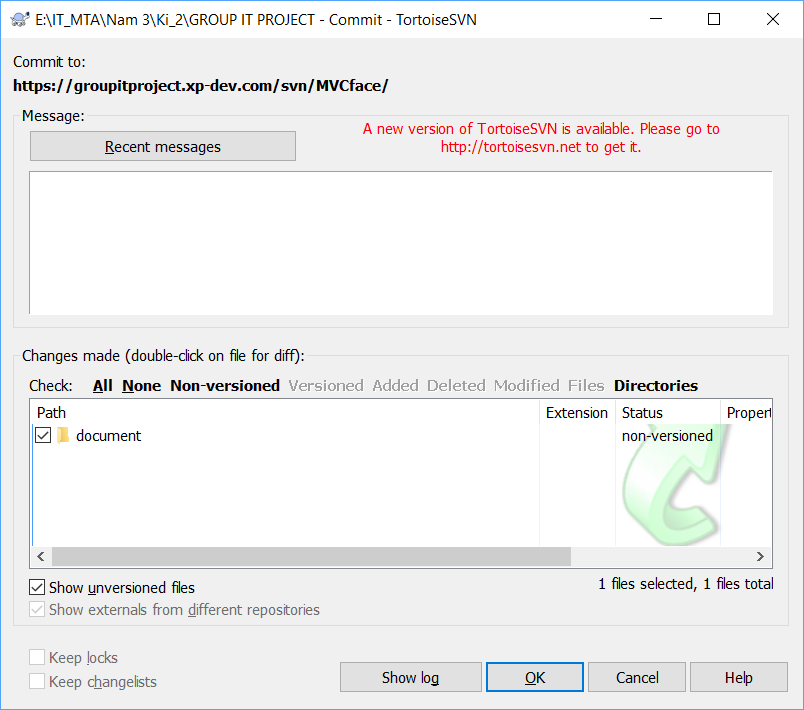 E:\IT_MTA\Nam 3\Ki_2\GROUP IT PROJECT - Commit - TortoiseSVN
Commit to:
https://groupitproject.xp-dev.com/svn/MVCface/
Message:
Recent messages
A new version of TortoiseSVN is available. Please go to
http://tortoisesvn.net to get it.
Changes made (double-click on file for diff):
Check: All None Non-versioned Versioned Added Deleted Modified Files Directories
Path Extension Status Propert
document non-versioned
Show unversioned files
1 files selected, 1 files total
Show externals from different repositories
Keep locks
Keep changelists
Show log OK Cancel Help